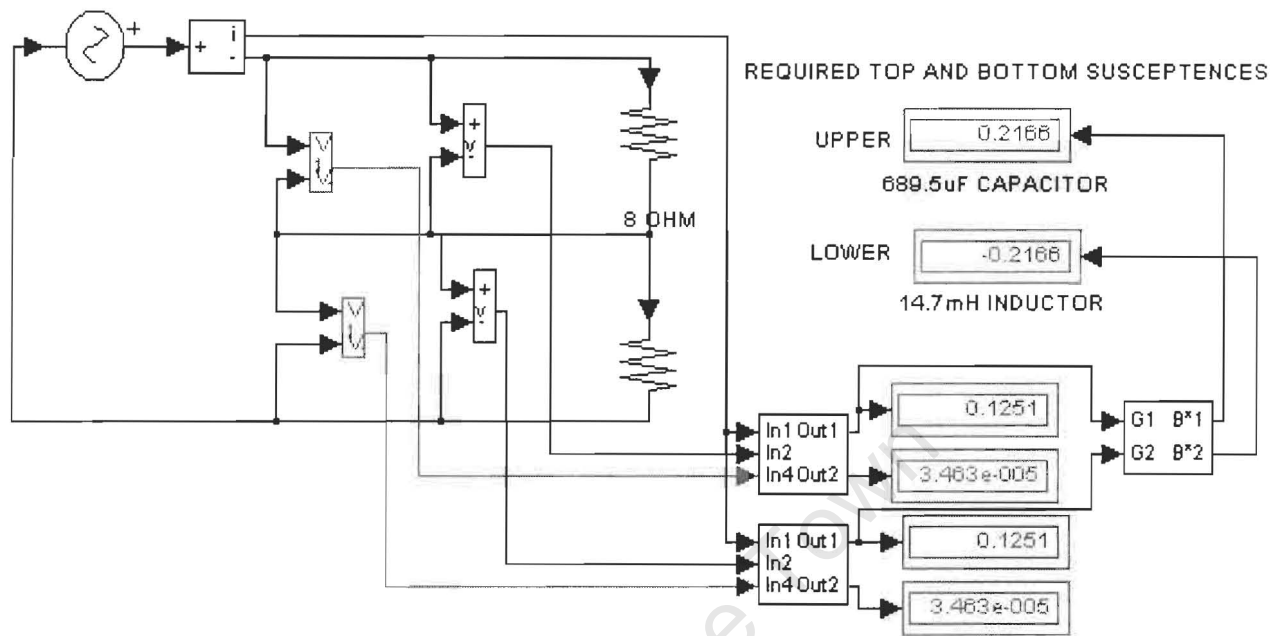 +
+
i
-
REQUIRED TOP AND BOTTOM SUSCEPTENCES
UPPER
0.2166
689.5uF CAPACITOR
+
v
-
8 OHM
LOWER
-0.2166
14.7mH INDUCTOR
+
v
-
0.1251
G1 B*1
G2 B*2
In1 Out1
In2
In4 Out2
3.463e-005
In1 Out1
In2
In4 Out2
0.1251
3.463e-005
e Town